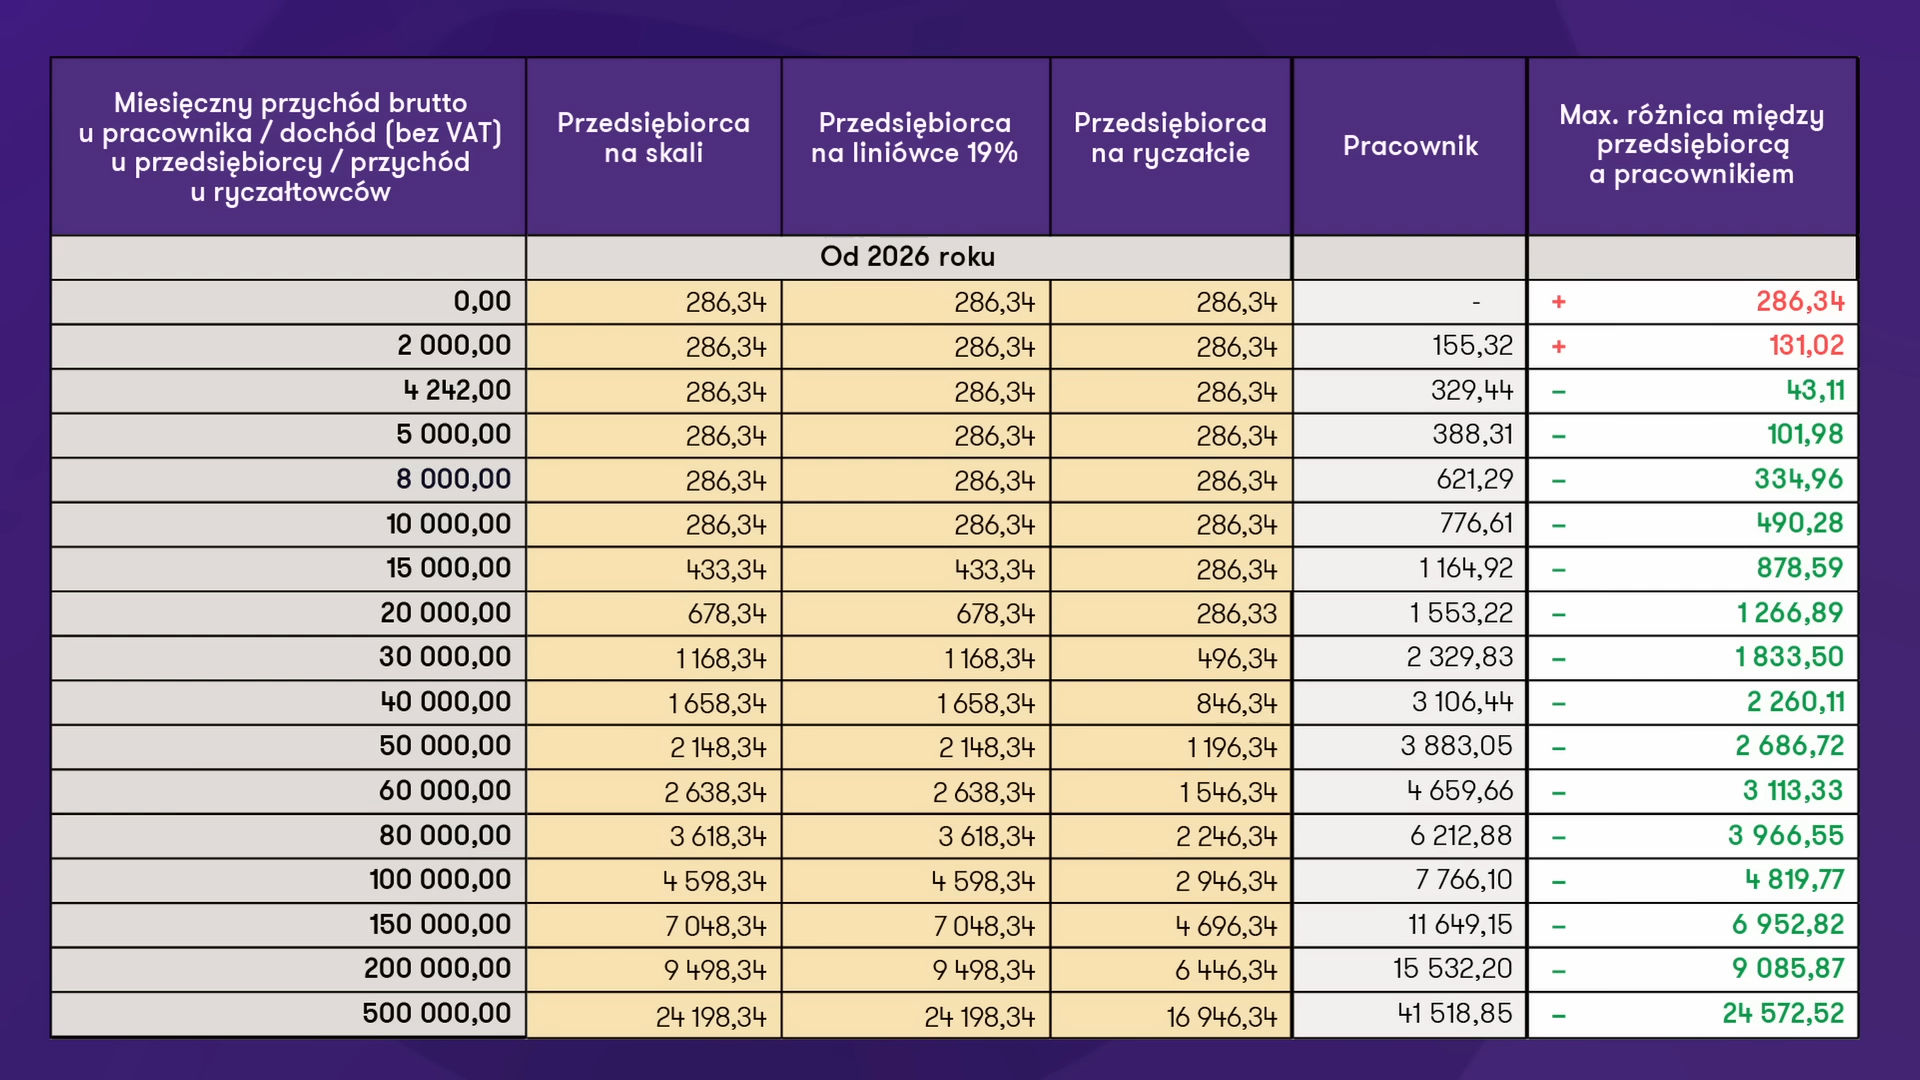 Miesięczny przychód brutto
u pracownika / dochód (bez VAT)
u przedsiębiorcy / przychód
u ryczałtowców
Przedsiębiorca
na skali
Przedsiębiorca
na liniówce 19%
Przedsiębiorca
na ryczałcie
Pracownik
Max. różnica między
przedsiębiorcą
a pracownikiem
Od 2026 roku
0,00 286,34 286,34 286,34 - + 286,34
2 000,00 286,34 286,34 286,34 155,32 + 131,02
4 242,00 286,34 286,34 286,34 329,44 – 43,11
5 000,00 286,34 286,34 286,34 388,31 – 101,98
8 000,00 286,34 286,34 286,34 621,29 – 334,96
10 000,00 286,34 286,34 286,34 776,61 – 490,28
15 000,00 433,34 433,34 286,34 1 164,92 – 878,59
20 000,00 678,34 678,34 286,33 1 553,22 – 1 266,89
30 000,00 1 168,34 1 168,34 496,34 2 329,83 – 1 833,50
40 000,00 1 658,34 1 658,34 846,34 3 106,44 – 2 260,11
50 000,00 2 148,34 2 148,34 1 196,34 3 883,05 – 2 686,72
60 000,00 2 638,34 2 638,34 1 546,34 4 659,66 – 3 113,33
80 000,00 3 618,34 3 618,34 2 246,34 6 212,88 – 3 966,55
100 000,00 4 598,34 4 598,34 2 946,34 7 766,10 – 4 819,77
150 000,00 7 048,34 7 048,34 4 696,34 11 649,15 – 6 952,82
200 000,00 9 498,34 9 498,34 6 446,34 15 532,20 – 9 085,87
500 000,00 24 198,34 24 198,34 16 946,34 41 518,85 – 24 572,52